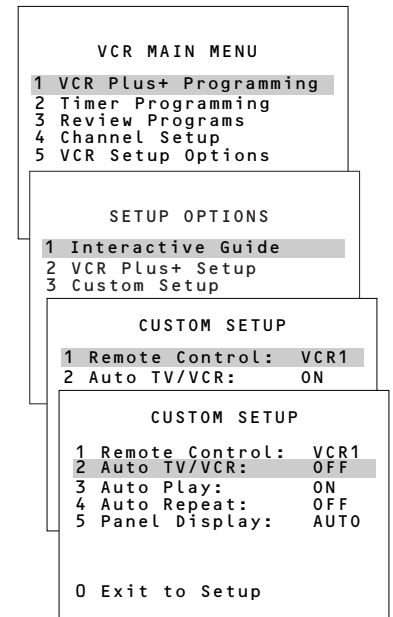 VCR MAIN MENU
1 VCR Plus+ Programming
2 Timer Programming
3 Review Programs
4 Channel Setup
5 VCR Setup Options
SETUP OPTIONS
1 Interactive Guide
2 VCR Plus+ Setup
3 Custom Setup
CUSTOM SETUP
1 Remote Control: VCR1
2 Auto TV/VCR: ON
CUSTOM SETUP
1 Remote Control: VCR1
2 Auto TV/VCR: OFF
3 Auto Play: ON
4 Auto Repeat: OFF
5 Panel Display: AUTO
0 Exit to Setup